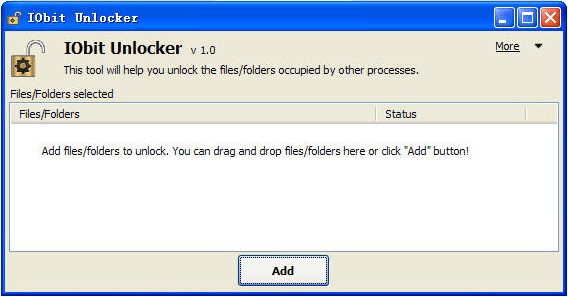 IObit Unlocker
IObit Unlocker v 1.0
More
This tool will help you unlock the files/folders occupied by other processes.
Files/Folders selected
Files/Folders Status
Add files/folders to unlock. You can drag and drop files/folders here or click "Add" button!
Add